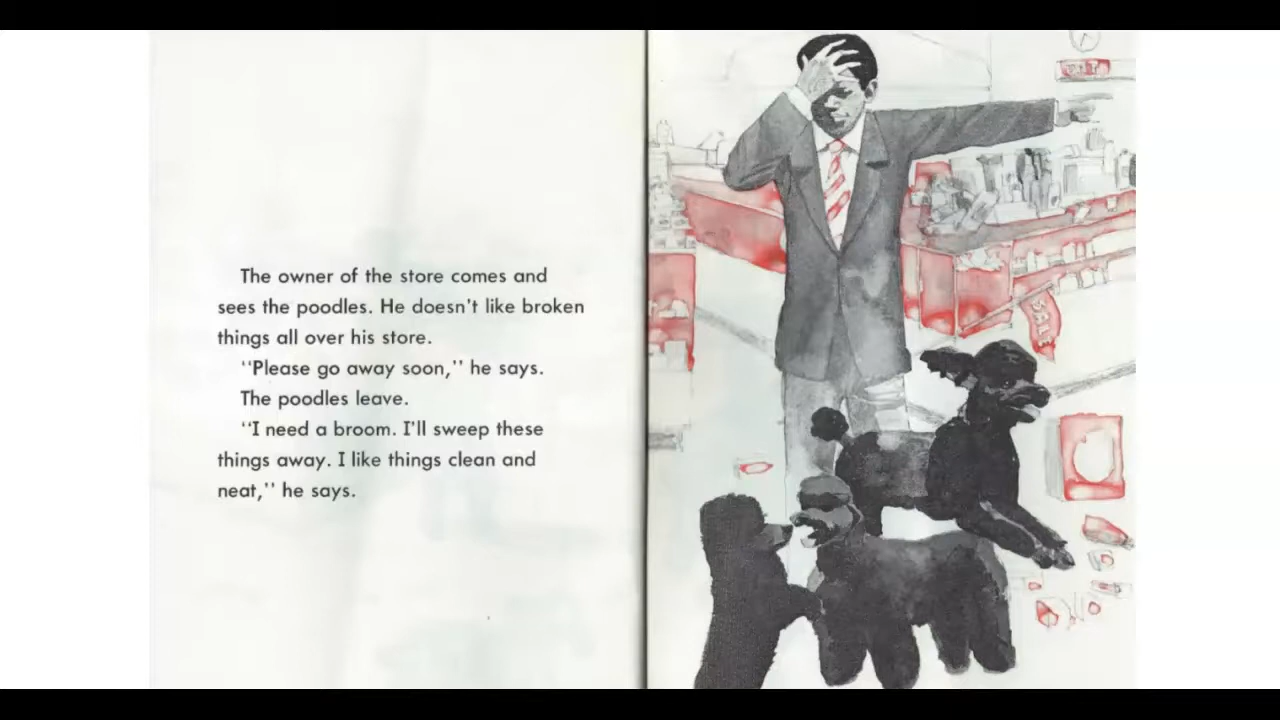 The owner of the store comes and
sees the poodles. He doesn't like broken
things all over his store.
"Please go away soon," he says.
The poodles leave.
"I need a broom. I'll sweep these
things away. I like things clean and
neat," he says.